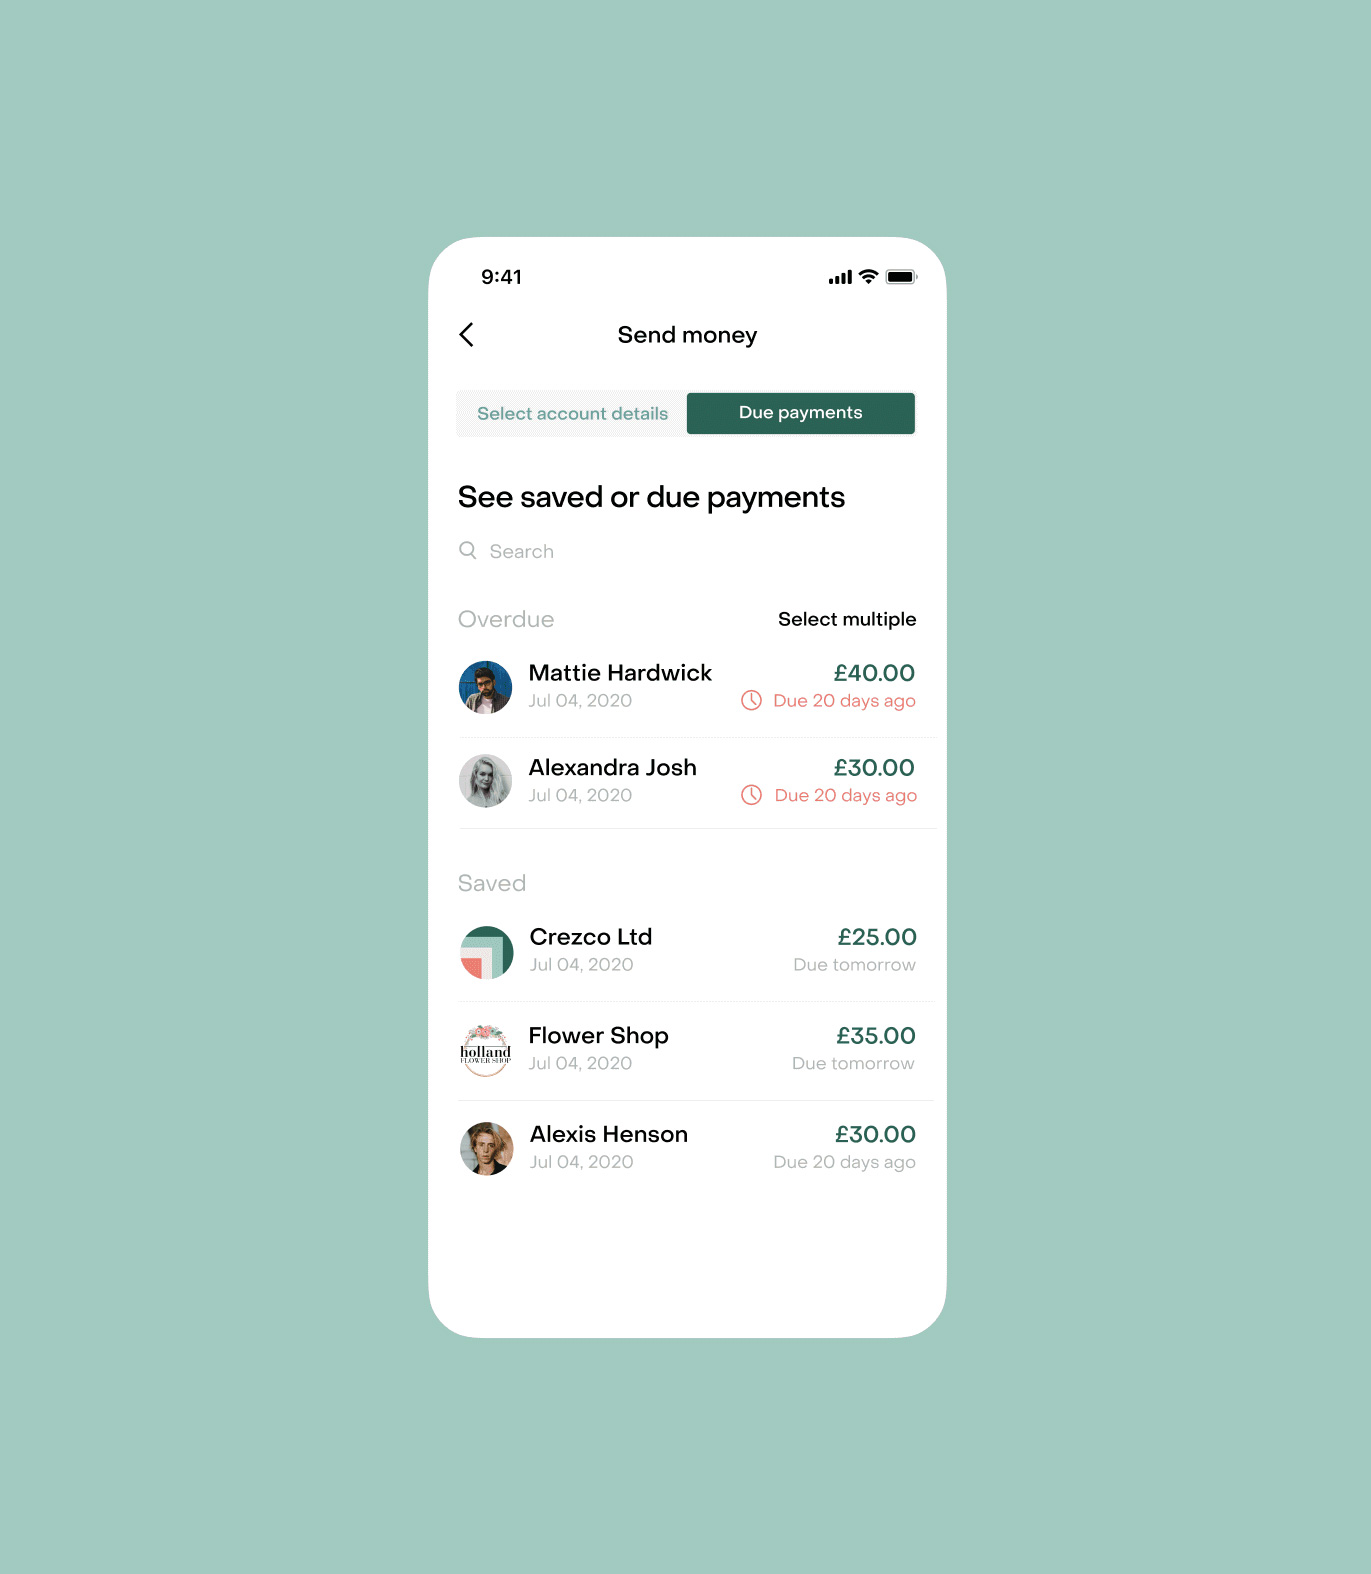 9:41
Send money
Select account details
Due payments
See saved or due payments
Search
Overdue
Select multiple
Mattie Hardwick
£40.00
Jul 04, 2020
Due 20 days ago
Alexandra Josh
£30.00
Jul 04, 2020
Due 20 days ago
Saved
Crezco Ltd
£25.00
Jul 04, 2020
Due tomorrow
Flower Shop
£35.00
holland
FLOWER SHOP
Jul 04, 2020
Due tomorrow
Alexis Henson
£30.00
Jul 04, 2020
Due 20 days ago